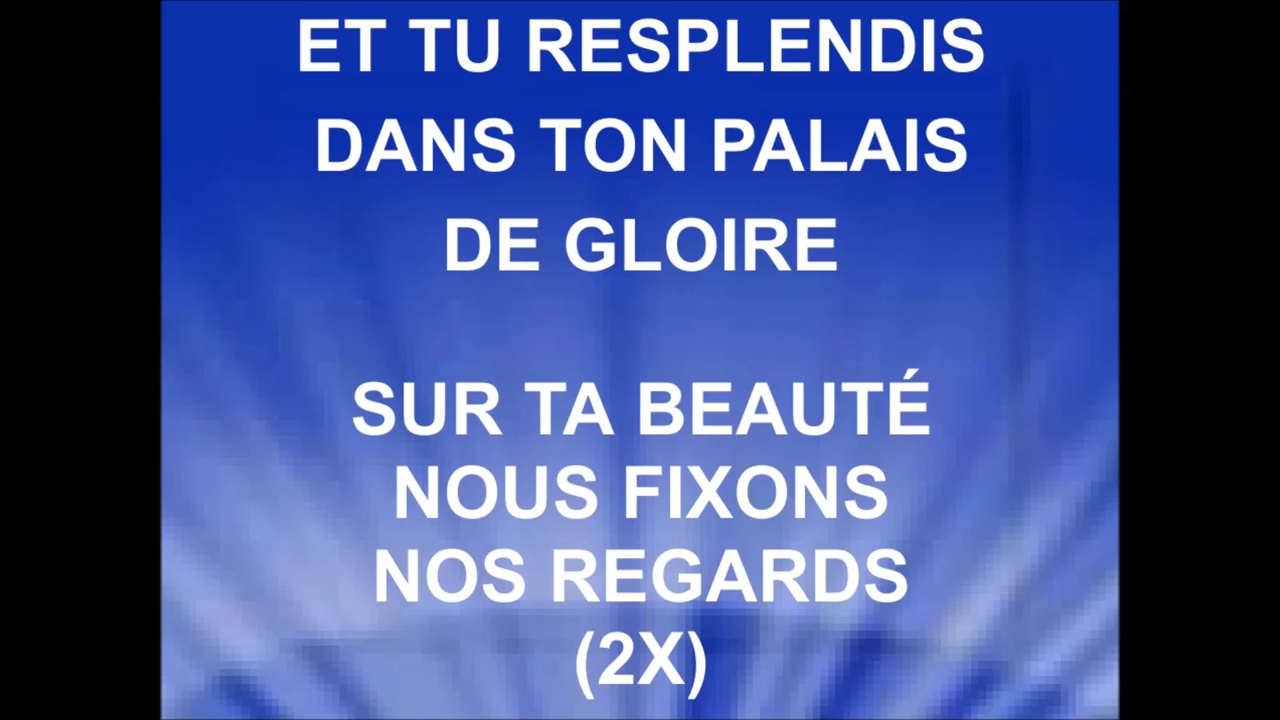 ET TU RESPLENDIS
DANS TON PALAIS
DE GLOIRE
SUR TA BEAUTÉ
NOUS FIXONS
NOS REGARDS
(2X)